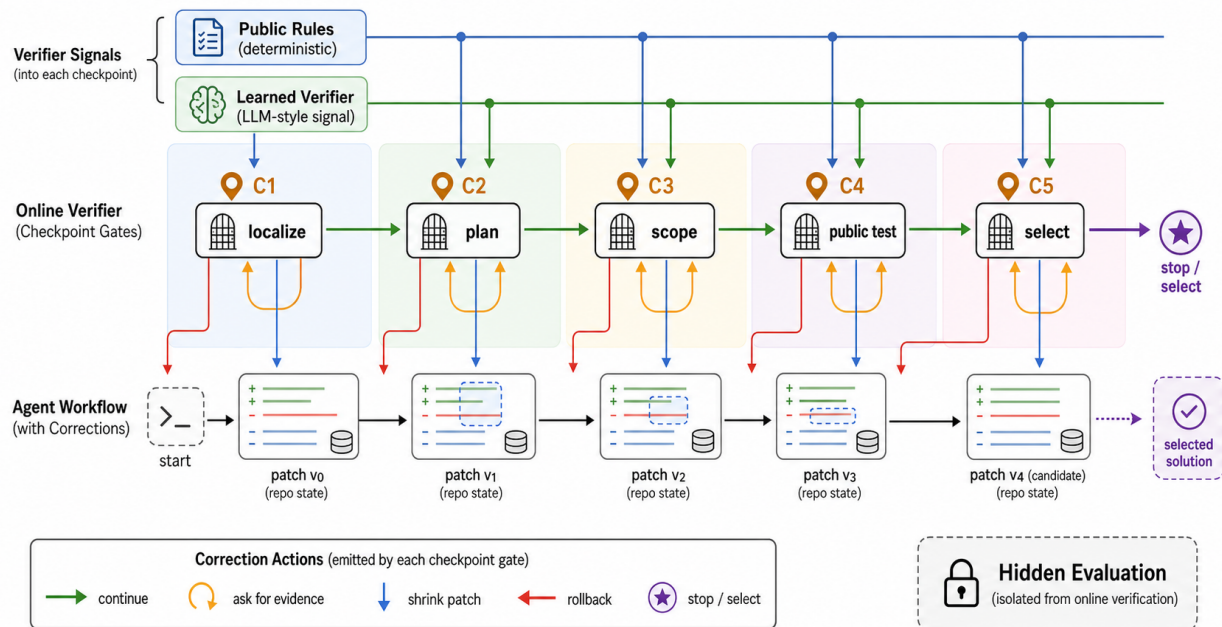 Verifier Signals
(into each checkpoint)
Public Rules
(deterministic)
Learned Verifier
(LLM-style signal)
Online Verifier
(Checkpoint Gates)
C1
localize
C2
plan
C3
scope
C4
public test
C5
select
stop /
select
Agent Workflow
(with Corrections)
>_
start
patch v₀
(repo state)
patch v₁
(repo state)
patch v₂
(repo state)
patch v₃
(repo state)
patch v₄ (candidate)
(repo state)
selected
solution
Correction Actions (emitted by each checkpoint gate)
continue
ask for evidence
shrink patch
rollback
stop / select
Hidden Evaluation
(isolated from online verification)